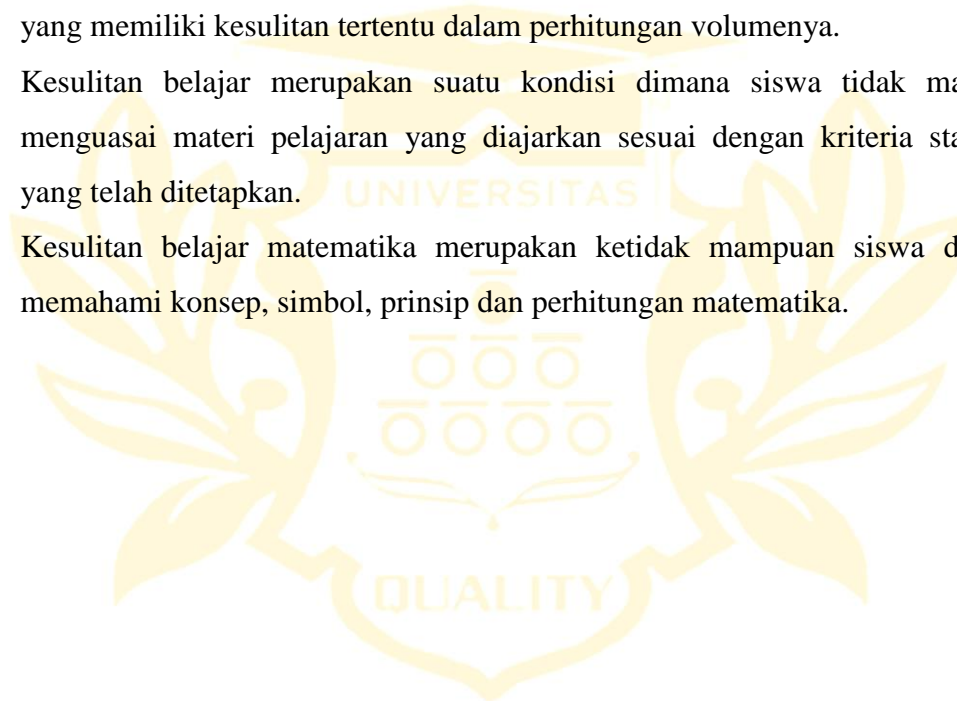 yang memiliki kesulitan tertentu dalam perhitungan volumenya.
Kesulitan belajar merupakan suatu kondisi dimana siswa tidak ma
menguasai materi pelajaran yang diajarkan sesuai dengan kriteria sta
yang telah ditetapkan.
UNIVERSITAS
Kesulitan belajar matematika merupakan ketidak mampuan siswa d
memahami konsep, simbol, prinsip dan perhitungan matematika.
QUALITY